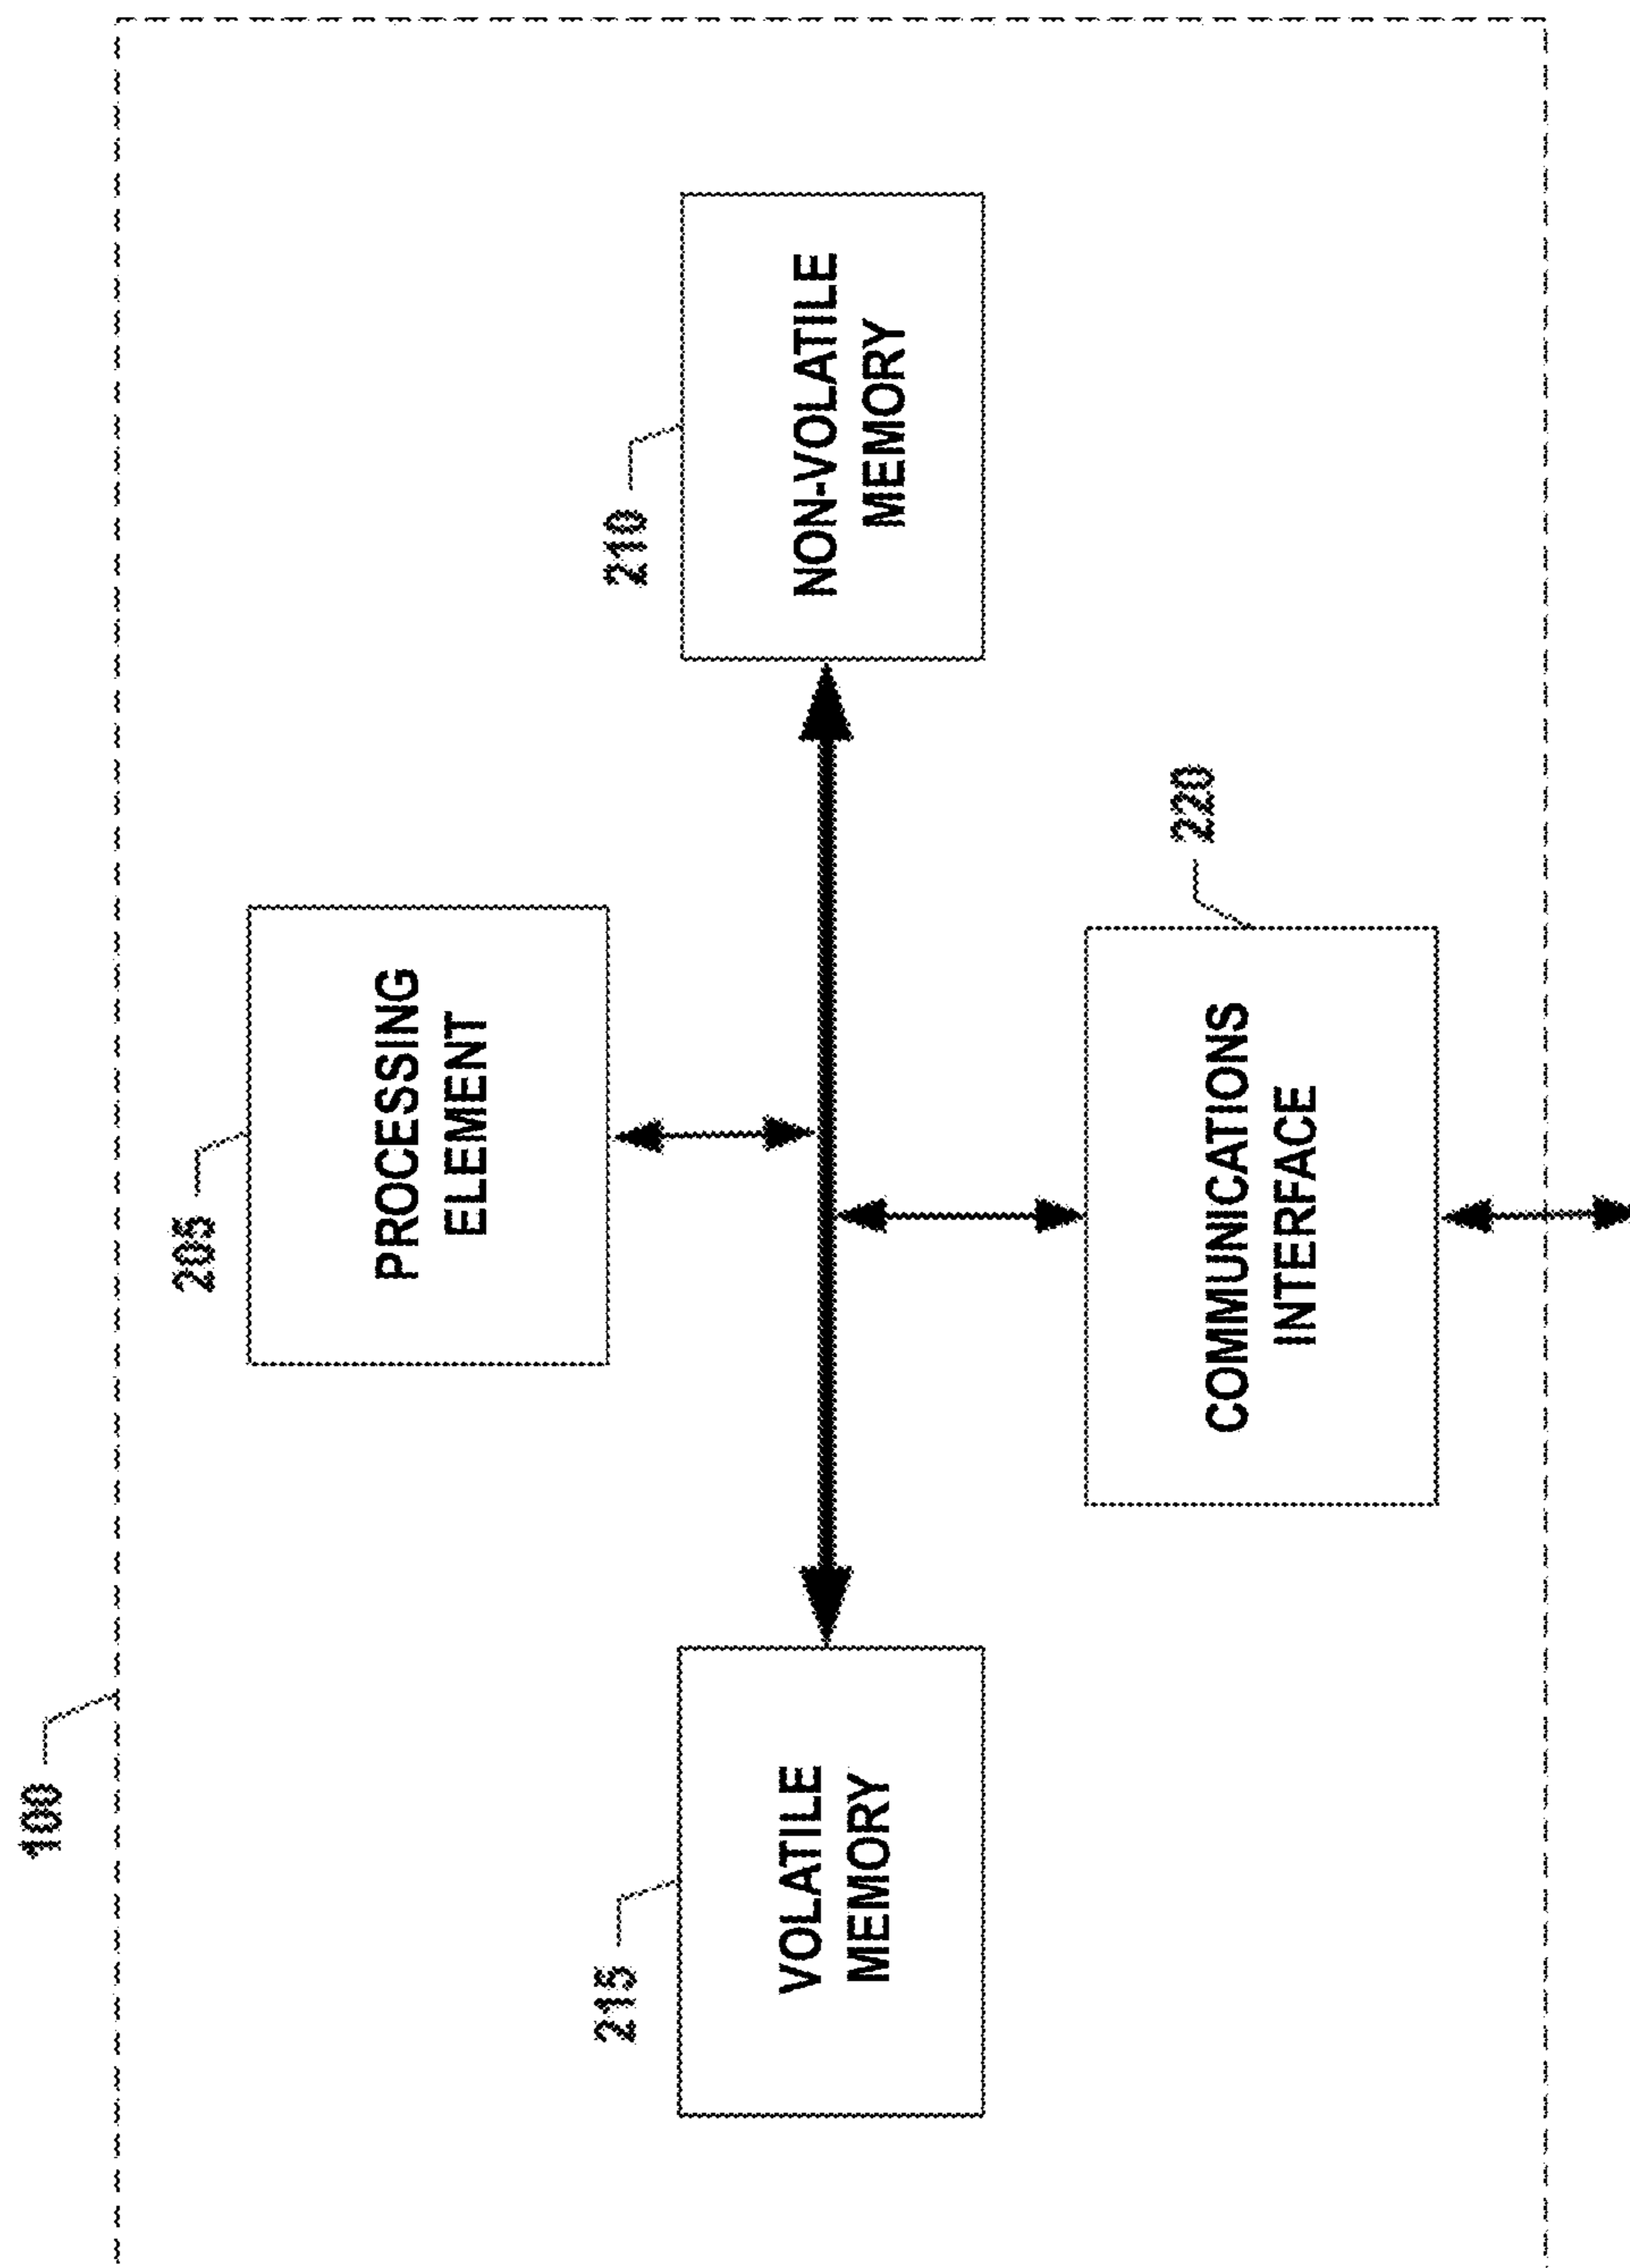 100
205
PROCESSING
ELEMENT
215
VOLATILE
MEMORY
210
NON-VOLATILE
MEMORY
220
COMMUNICATIONS
INTERFACE